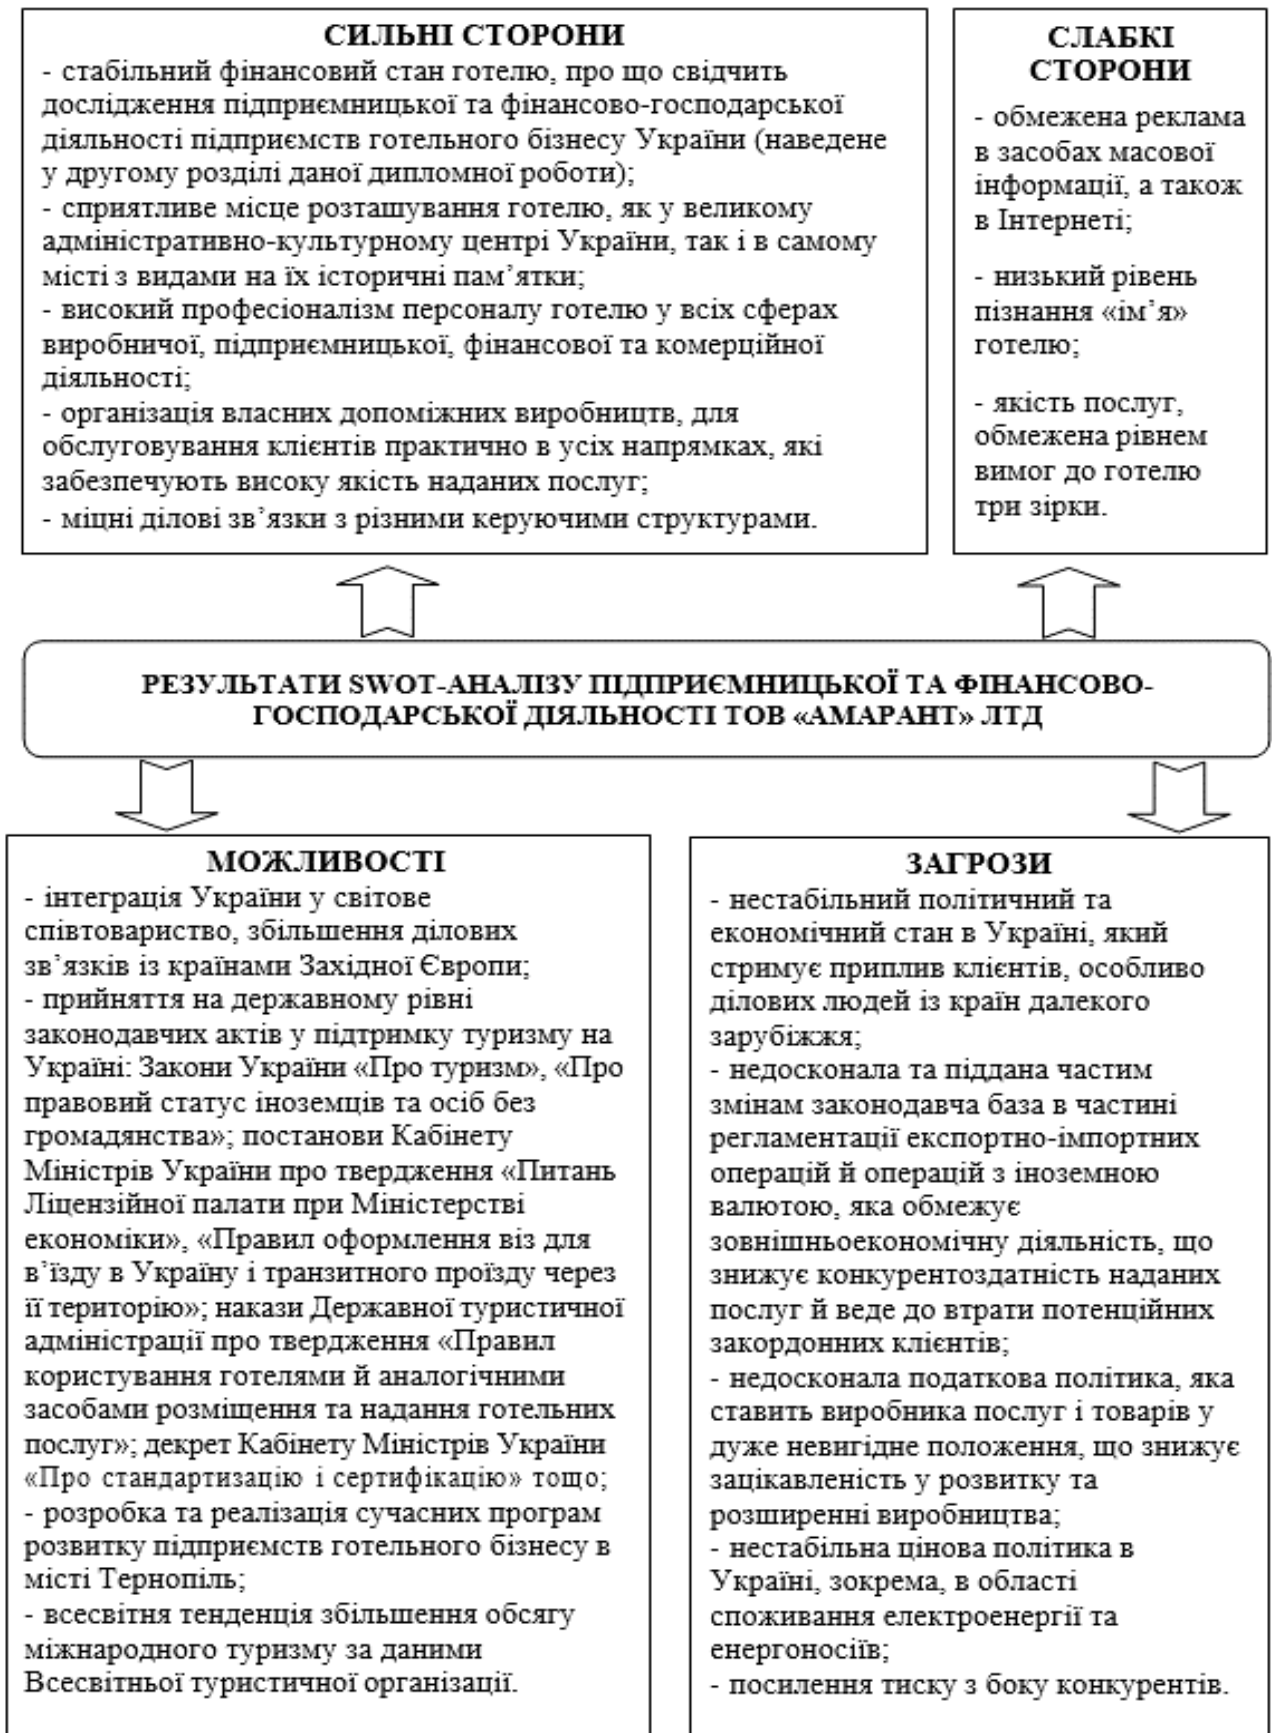 СИЛЬНІ СТОРОНИ
- стабільний фінансовий стан готелю, про що свідчить
дослідження підприємницької та фінансово-господарської
діяльності підприємств готельного бізнесу України (наведене
у другому розділі даної дипломної роботи);
- сприятливе місце розташування готелю, як у великому
адміністративно-культурному центрі України, так і в самому
місті з видами на їх історичні пам’ятки;
- високий професіоналізм персоналу готелю у всіх сферах
виробничої, підприємницької, фінансової та комерційної
діяльності;
- організація власних допоміжних виробництв, для
обслуговування клієнтів практично в усіх напрямках, які
забезпечують високу якість наданих послуг;
- міцні ділові зв’язки з різними керуючими структурами.
СЛАБКІ
СТОРОНИ
- обмежена реклама
в засобах масової
інформації, а також
в Інтернеті;
- низький рівень
пізнання «ім’я»
готелю;
- якість послуг,
обмежена рівнем
вимог до готелю
три зірки.
РЕЗУЛЬТАТИ SWOT-АНАЛІЗУ ПІДПРИЄМНИЦЬКОЇ ТА ФІНАНСОВО-
ГОСПОДАРСЬКОЇ ДІЯЛЬНОСТІ ТОВ «АМАРАНТ» ЛТД
МОЖЛИВОСТІ
- інтеграція України у світове
співтовариство, збільшення ділових
зв’язків із країнами Західної Європи;
- прийняття на державному рівні
законодавчих актів у підтримку туризму на
Україні: Закони України «Про туризм», «Про
правовий статус іноземців та осіб без
громадянства»; постанови Кабінету
Міністрів України про твердження «Питань
Ліцензійної палати при Міністерстві
економіки», «Правил оформлення віз для
в’їзду в Україну і транзитного проїзду через
її територію»; накази Державної туристичної
адміністрації про твердження «Правил
користування готелями й аналогічними
засобами розміщення та надання готельних
послуг»; декрет Кабінету Міністрів України
«Про стандартизацію і сертифікацію» тощо;
- розробка та реалізація сучасних програм
розвитку підприємств готельного бізнесу в
місті Тернопіль;
- всесвітня тенденція збільшення обсягу
міжнародного туризму за даними
Всесвітньої туристичної організації.
ЗАГРОЗИ
- нестабільний політичний та
економічний стан в Україні, який
стримує приплив клієнтів, особливо
ділових людей із країн далекого
зарубіжжя;
- недосконала та піддана частим
змінам законодавча база в частині
регламентації експортно-імпортних
операцій й операцій з іноземною
валютою, яка обмежує
зовнішньоекономічну діяльність, що
знижує конкурентоздатність наданих
послуг й веде до втрати потенційних
закордонних клієнтів;
- недосконала податкова політика, яка
ставить виробника послуг і товарів у
дуже невигідне положення, що знижує
зацікавленість у розвитку та
розширенні виробництва;
- нестабільна цінова політика в
Україні, зокрема, в області
споживання електроенергії та
енергоносіїв;
- посилення тиску з боку конкурентів.